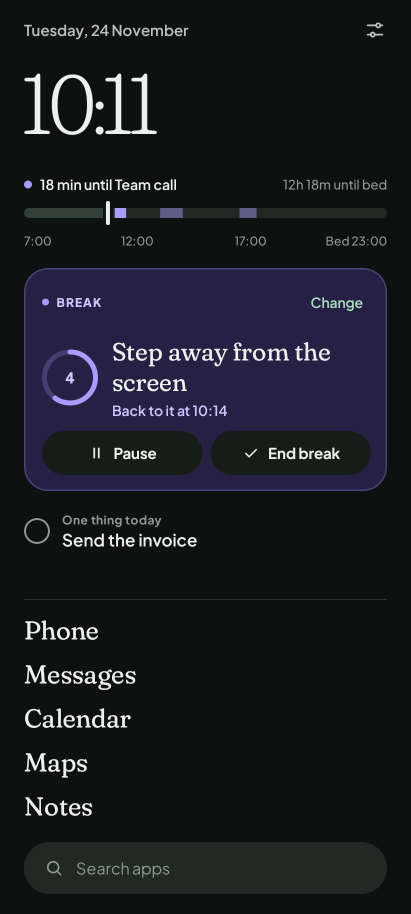 Tuesday, 24 November
10:11
18 min until Team call
12h 18m until bed
7:00
12:00
17:00
Bed 23:00
BREAK
Change
4
Step away from the
screen
Back to it at 10:14
Pause
End break
One thing today
Send the invoice
Phone
Messages
Calendar
Maps
Notes
Search apps